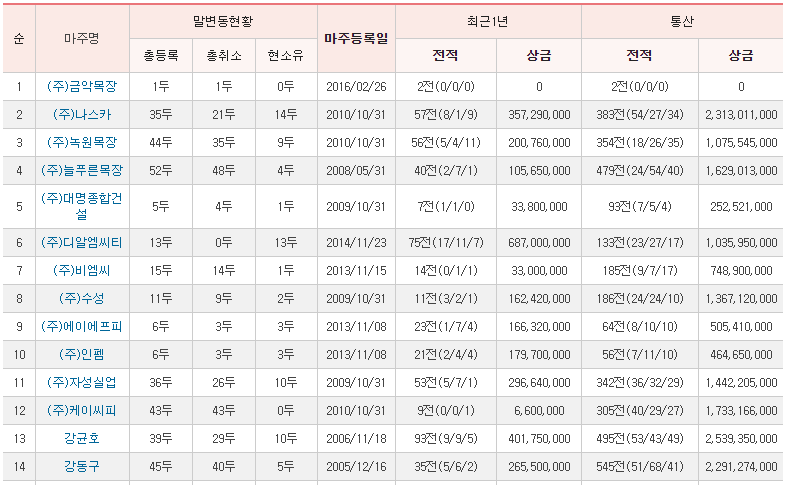 순 마주명 말변동현황 마주등록일 최근1년 통산
총등록 총취소 현소유 전적 상금 전적 상금
1 (주)금악목장 1두 1두 0두 2016/02/26 2전(0/0/0) 0 2전(0/0/0) 0
2 (주)나스카 35두 21두 14두 2010/10/31 57전(8/1/9) 357,290,000 383전(54/27/34) 2,313,011,000
3 (주)녹원목장 44두 35두 9두 2010/10/31 56전(5/4/11) 200,760,000 354전(18/26/35) 1,075,545,000
4 (주)늘푸른목장 52두 48두 4두 2008/05/31 40전(2/7/1) 105,650,000 479전(24/54/40) 1,629,013,000
5 (주)대명종합건설 5두 4두 1두 2009/10/31 7전(1/1/0) 33,800,000 93전(7/5/4) 252,521,000
6 (주)디알엠씨티 13두 0두 13두 2014/11/23 75전(17/11/7) 687,000,000 133전(23/27/17) 1,035,950,000
7 (주)비엠씨 15두 14두 1두 2013/11/15 14전(0/1/1) 33,000,000 185전(9/7/17) 748,900,000
8 (주)수성 11두 9두 2두 2009/10/31 11전(3/2/1) 162,420,000 186전(24/24/10) 1,367,120,000
9 (주)에이에프피 6두 3두 3두 2013/11/08 23전(1/7/4) 166,320,000 64전(8/10/10) 505,410,000
10 (주)인펨 6두 3두 3두 2013/11/08 21전(2/4/4) 179,700,000 56전(7/11/10) 464,650,000
11 (주)자성실업 36두 26두 10두 2009/10/31 53전(5/7/1) 296,640,000 342전(36/32/29) 1,442,205,000
12 (주)케이씨피 43두 43두 0두 2010/10/31 9전(0/0/1) 6,600,000 305전(40/29/27) 1,733,166,000
13 강균호 39두 29두 10두 2006/11/18 93전(9/9/5) 401,750,000 495전(53/43/49) 2,539,350,000
14 강동구 45두 40두 5두 2005/12/16 35전(5/6/2) 265,500,000 545전(51/68/41) 2,291,274,000